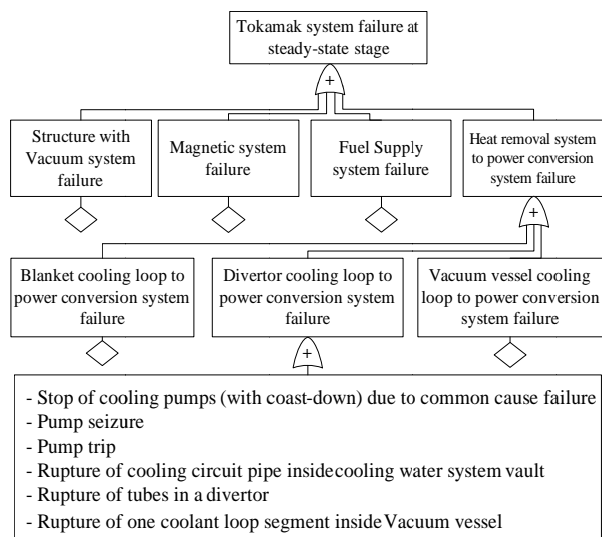 Tokamak system failure at
steady-state stage
+
Structure with
Vacuum system
failure
Magnetic system
failure
Fuel Supply
system failure
Heat removal system
to power conversion
system failure
+
Blanket cooling loop to
power conversion system
failure
Divertor cooling loop to
power conversion system
failure
Vacuum vessel cooling
loop to power conversion
system failure
+
- Stop of cooling pumps (with coast-down) due to common cause failure
- Pump seizure
- Pump trip
- Rupture of cooling circuit pipe insidecooling water system vault
- Rupture of tubes in a divertor
- Rupture of one coolant loop segment inside Vacuum vessel